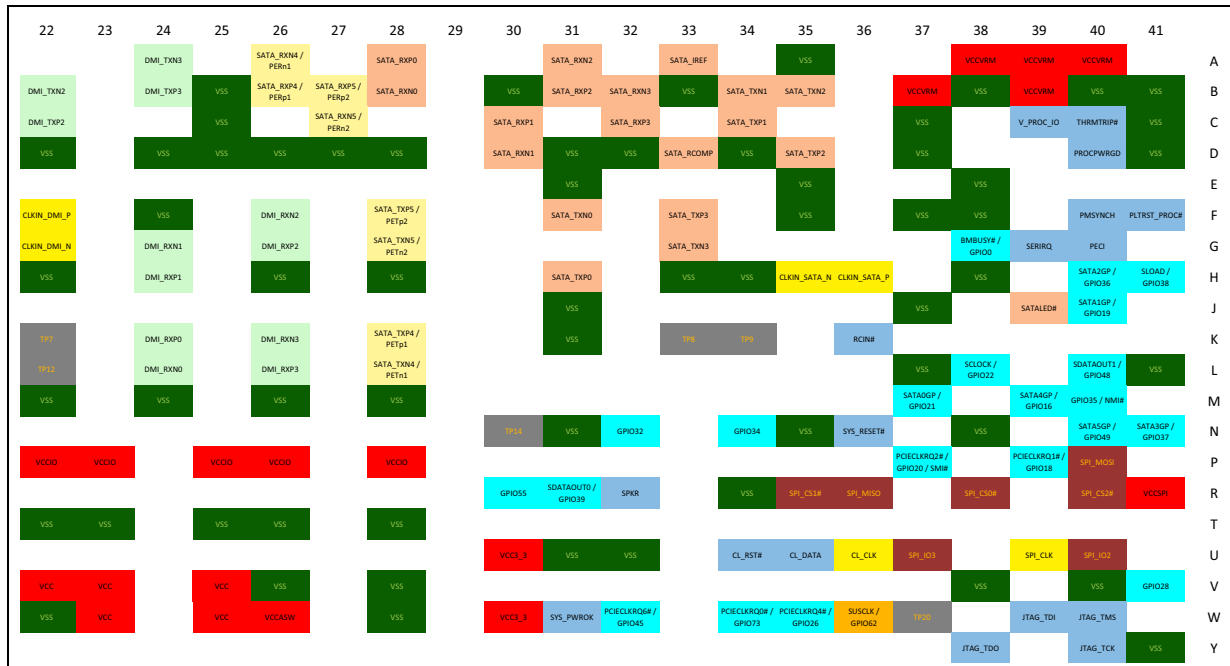 22 23 24 25 26 27 28 29 30 31 32 33 34 35 36 37 38 39 40 41
DMI_TXN3 SATA_RXN4 / PERn1 SATA_RXP0 SATA_RXN2 SATA_IREF VSS VCCVRM VCCVRM VCCVRM A
DMI_TXN2 DMI_TXP3 VSS SATA_RXP4 / PERp1 SATA_RXP5 / PERp2 SATA_RXN0 VSS SATA_RXP2 SATA_RXN3 VSS SATA_TXN1 SATA_TXN2 VCCVRM VSS VCCVRM VSS VSS B
DMI_TXP2 VSS SATA_RXN5 / PERn2 SATA_RXP1 SATA_RXP3 SATA_TXP1 V_PROC_IO THRMTRIP# VSS C
VSS VSS VSS VSS VSS VSS SATA_RXN1 VSS VSS SATA_RCOMP VSS SATA_TXP2 VSS PROCPWRGD VSS D
VSS VSS VSS E
CLKIN_DMI_P VSS DMI_RXN2 SATA_TXP5 / PETp2 SATA_TXN0 SATA_TXP3 VSS VSS VSS PMSYNCH PLTRST_PROC# F
CLKIN_DMI_N DMI_RXN1 DMI_RXP2 SATA_TXN5 / PETn2 SATA_TXN3 BMBUSY# / GPIO0 SERIRQ PECI G
VSS DMI_RXP1 VSS VSS SATA_TXP0 VSS VSS CLKIN_SATA_N CLKIN_SATA_P VSS SATA2GP / GPIO36 SLOAD / GPIO38 H
VSS VSS SATALED# SATA1GP / GPIO19 J
TP7 DMI_RXP0 DMI_RXN3 SATA_TXP4 / PETp1 VSS TP8 TP9 RCIN# K
TP12 DMI_RXN0 DMI_RXP3 SATA_TXN4 / PETn1 VSS SCLOCK / GPIO22 SDATAOUT1 / GPIO48 VSS L
VSS VSS VSS VSS SATA0GP / GPIO21 SATA4GP / GPIO16 GPIO35 / NMI# M
TP14 VSS GPIO32 GPIO34 VSS SYS_RESET# VSS SATA5GP / GPIO49 SATA3GP / GPIO37 N
VCCIO VCCIO VCCIO VCCIO VCCIO PCIECLKRQ2# / GPIO20 / SMI# PCIECLKRQ1# / GPIO18 SPI_MOSI P
GPIO55 SDATAOUT0 / GPIO39 SPKR VSS SPI_CS1# SPI_MISO SPI_CS0# SPI_CS2# VCCSPI R
VSS VSS VSS VSS VSS T
VCC3_3 VSS VSS CL_RST# CL_DATA CL_CLK SPI_IO3 SPI_CLK SPI_IO2 U
VCC VCC VCC VSS VSS VSS VSS GPIO28 V
VSS VCC VCC VCCASW VSS VCC3_3 SYS_PWROK PCIECLKRQ6# / GPIO45 PCIECLKRQ0# / GPIO73 PCIECLKRQ4# / GPIO26 SUSCLK / GPIO62 TP20 JTAG_TDI JTAG_TMS W
JTAG_TDO JTAG_TCK VSS Y